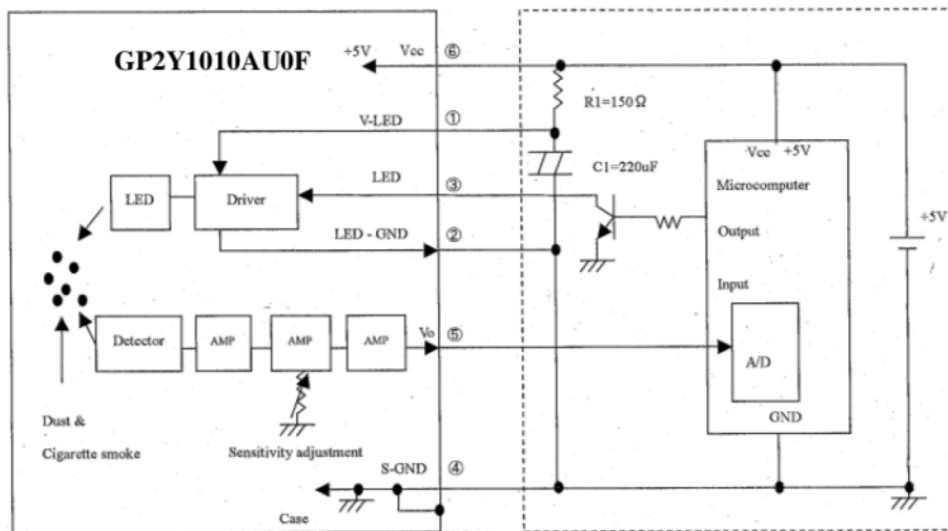 GP2Y1010AU0F
+5V Vcc ⑥
V-LED ①
R1=150Ω
C1=220uF
LED
Driver
LED ③
LED - GND ②
Vcc +5V
Microcomputer
Output
Input
A/D
GND
+5V
Detector
AMP
AMP
AMP
Vo ⑤
Dust &
Cigarette smoke
Sensitivity adjustment
S-GND ④
Case